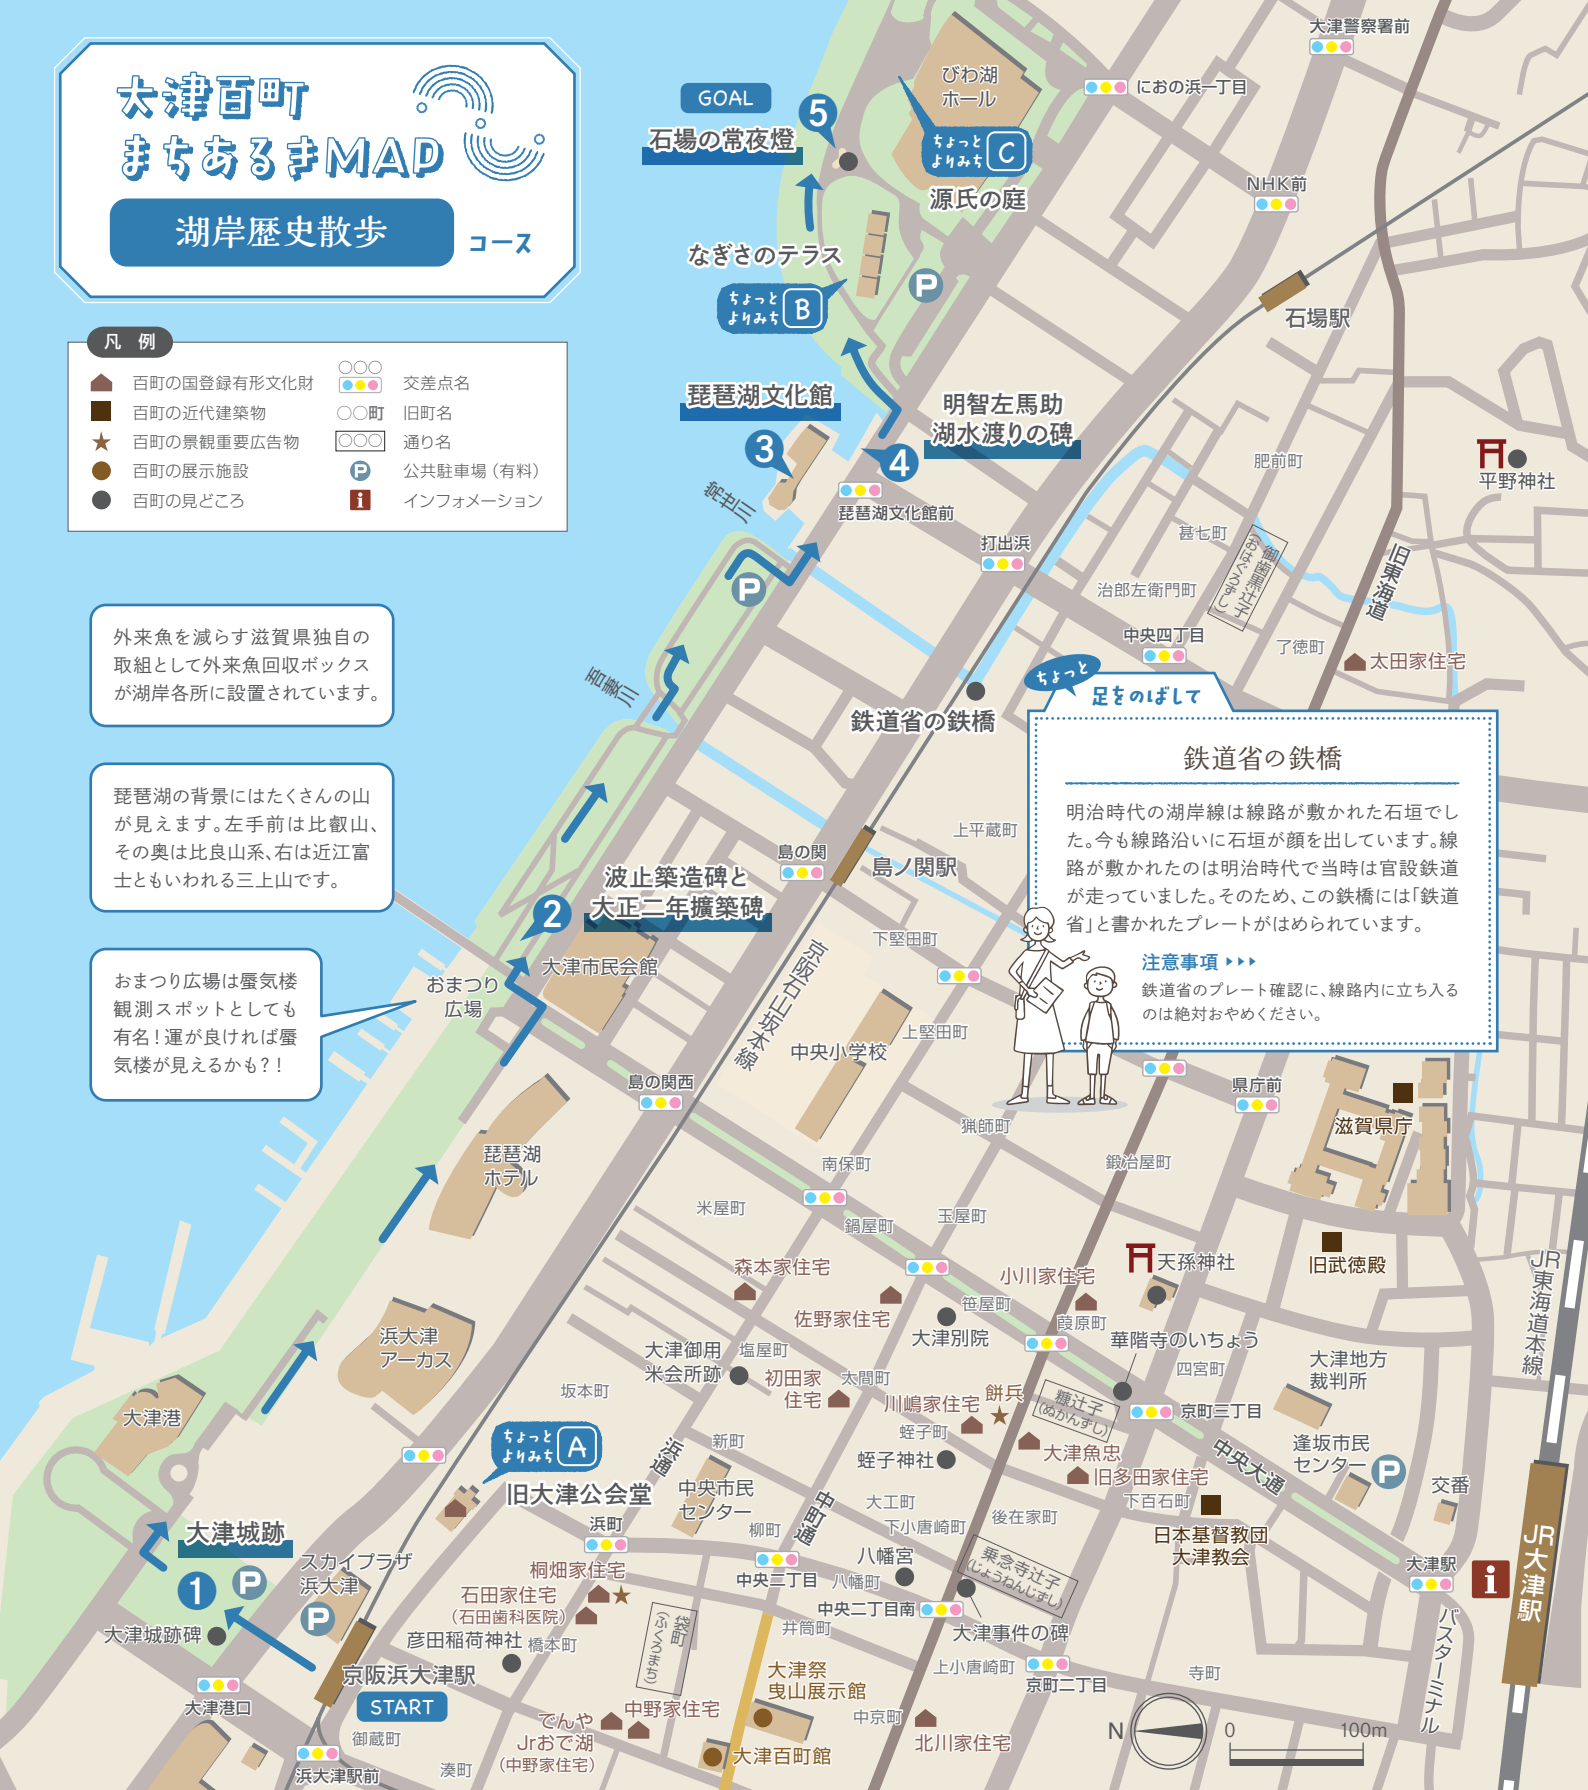 大津百町
まちあるきMAP
湖岸歴史散歩
コース
凡 例
百町の国登録有形文化財
百町の近代建築物
百町の景観重要広告物
百町の展示施設
百町の見どころ
〇〇〇
交差点名
〇〇町 旧町名
〇〇〇 通り名
P 公共駐車場（有料）
i インフォメーション
外来魚を減らす滋賀県独自の
取組として外来魚回収ボックス
が湖岸各所に設置されています。
琵琶湖の背景にはたくさんの山
が見えます。左手前は比叡山、
その奥は比良山系、右は近江富
士ともいわれる三上山です。
おまつり広場は蜃気楼
観測スポットとしても
有名！運が良ければ蜃
気楼が見えるかも？！
大津警察署前
びわ湖
ホール
におの浜一丁目
GOAL
5
石場の常夜燈
ちょっと
よりみち
C
源氏の庭
NHK前
なぎさのテラス
P
ちょっと
よりみち
B
石場駅
琵琶湖文化館
3
明智左馬助
湖水渡りの碑
4
肥前町
平野神社
常世川
琵琶湖文化館前
打出浜
甚七町
御歯黒辻子
（おはぐろずし）
旧東海道
P
治郎左衛門町
中央四丁目
了徳町
太田家住宅
吾妻川
鉄道省の鉄橋
ちょっと
足をのばして
鉄道省の鉄橋
明治時代の湖岸線は線路が敷かれた石垣でし
た。今も線路沿いに石垣が顔を出しています。線
路が敷かれたのは明治時代で当時は官設鉄道
が走っていました。そのため、この鉄橋には「鉄道
省」と書かれたプレートがはめられています。
注意事項
鉄道省のプレート確認に、線路内に立ち入る
のは絶対おやめください。
上平蔵町
島の関
島ノ関駅
波止築造碑と
大正二年擴築碑
2
下堅田町
大津市民会館
おまつり
広場
京阪石山坂本線
上堅田町
中央小学校
島の関西
県庁前
滋賀県庁
猟師町
琵琶湖
ホテル
南保町
鍛冶屋町
米屋町
鍋屋町
玉屋町
天孫神社
旧武徳殿
JR東海道本線
森本家住宅
小川家住宅
佐野家住宅
笹屋町
葭原町
浜大津
アーカス
大津別院
華階寺のいちょう
大津御用
米会所跡
塩屋町
四宮町
大津地方
裁判所
初田家
住宅
太間町
坂本町
川嶋家住宅
餅兵
糠辻子
（ぬかんずし）
京町三丁目
大津港
蛭子町
新町
大津魚忠
中央大通
逢坂市民
センター
P
ちょっと
よりみち
A
浜通
蛭子神社
旧多田家住宅
旧大津公会堂
中央市民
センター
中町通
大工町
後在家町
下百石町
交番
大津城跡
浜町
柳町
下小唐崎町
日本基督教団
大津教会
JR大津駅
スカイプラザ
浜大津
P
1
P
桐畑家住宅
中央二丁目
八幡宮
八幡町
乗念寺辻子
（じょうねんじずし）
大津駅
i
石田家住宅
（石田歯科医院）
中央二丁目南
大津城跡碑
彦田稲荷神社
橋本町
袋町
（ふくろまち）
井筒町
大津事件の碑
バスターミナル
京阪浜大津駅
START
大津祭
曳山展示館
上小唐崎町
京町二丁目
寺町
大津港口
でんや
Jrおで湖
（中野家住宅）
中野家住宅
中京町
北川家住宅
御蔵町
大津百町館
浜大津駅前
湊町
N
0
100m